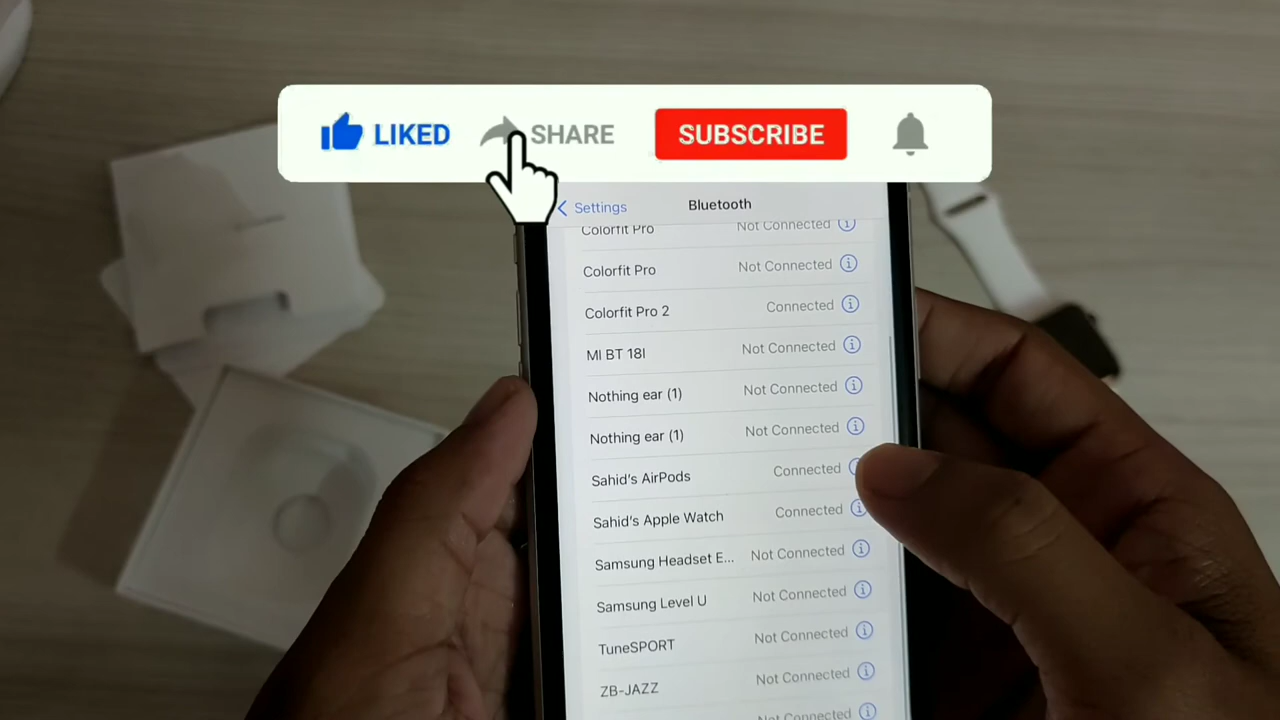 LIKED SHARE SUBSCRIBE
Settings Bluetooth
Colorfit Pro Not Connected
Colorfit Pro Not Connected
Colorfit Pro 2 Connected
MI BT 18I Not Connected
Nothing ear (1) Not Connected
Nothing ear (1) Not Connected
Sahid's AirPods Connected
Sahid's Apple Watch Connected
Samsung Headset E... Not Connected
Samsung Level U Not Connected
TuneSPORT Not Connected
ZB-JAZZ Not Connected
Not Connected